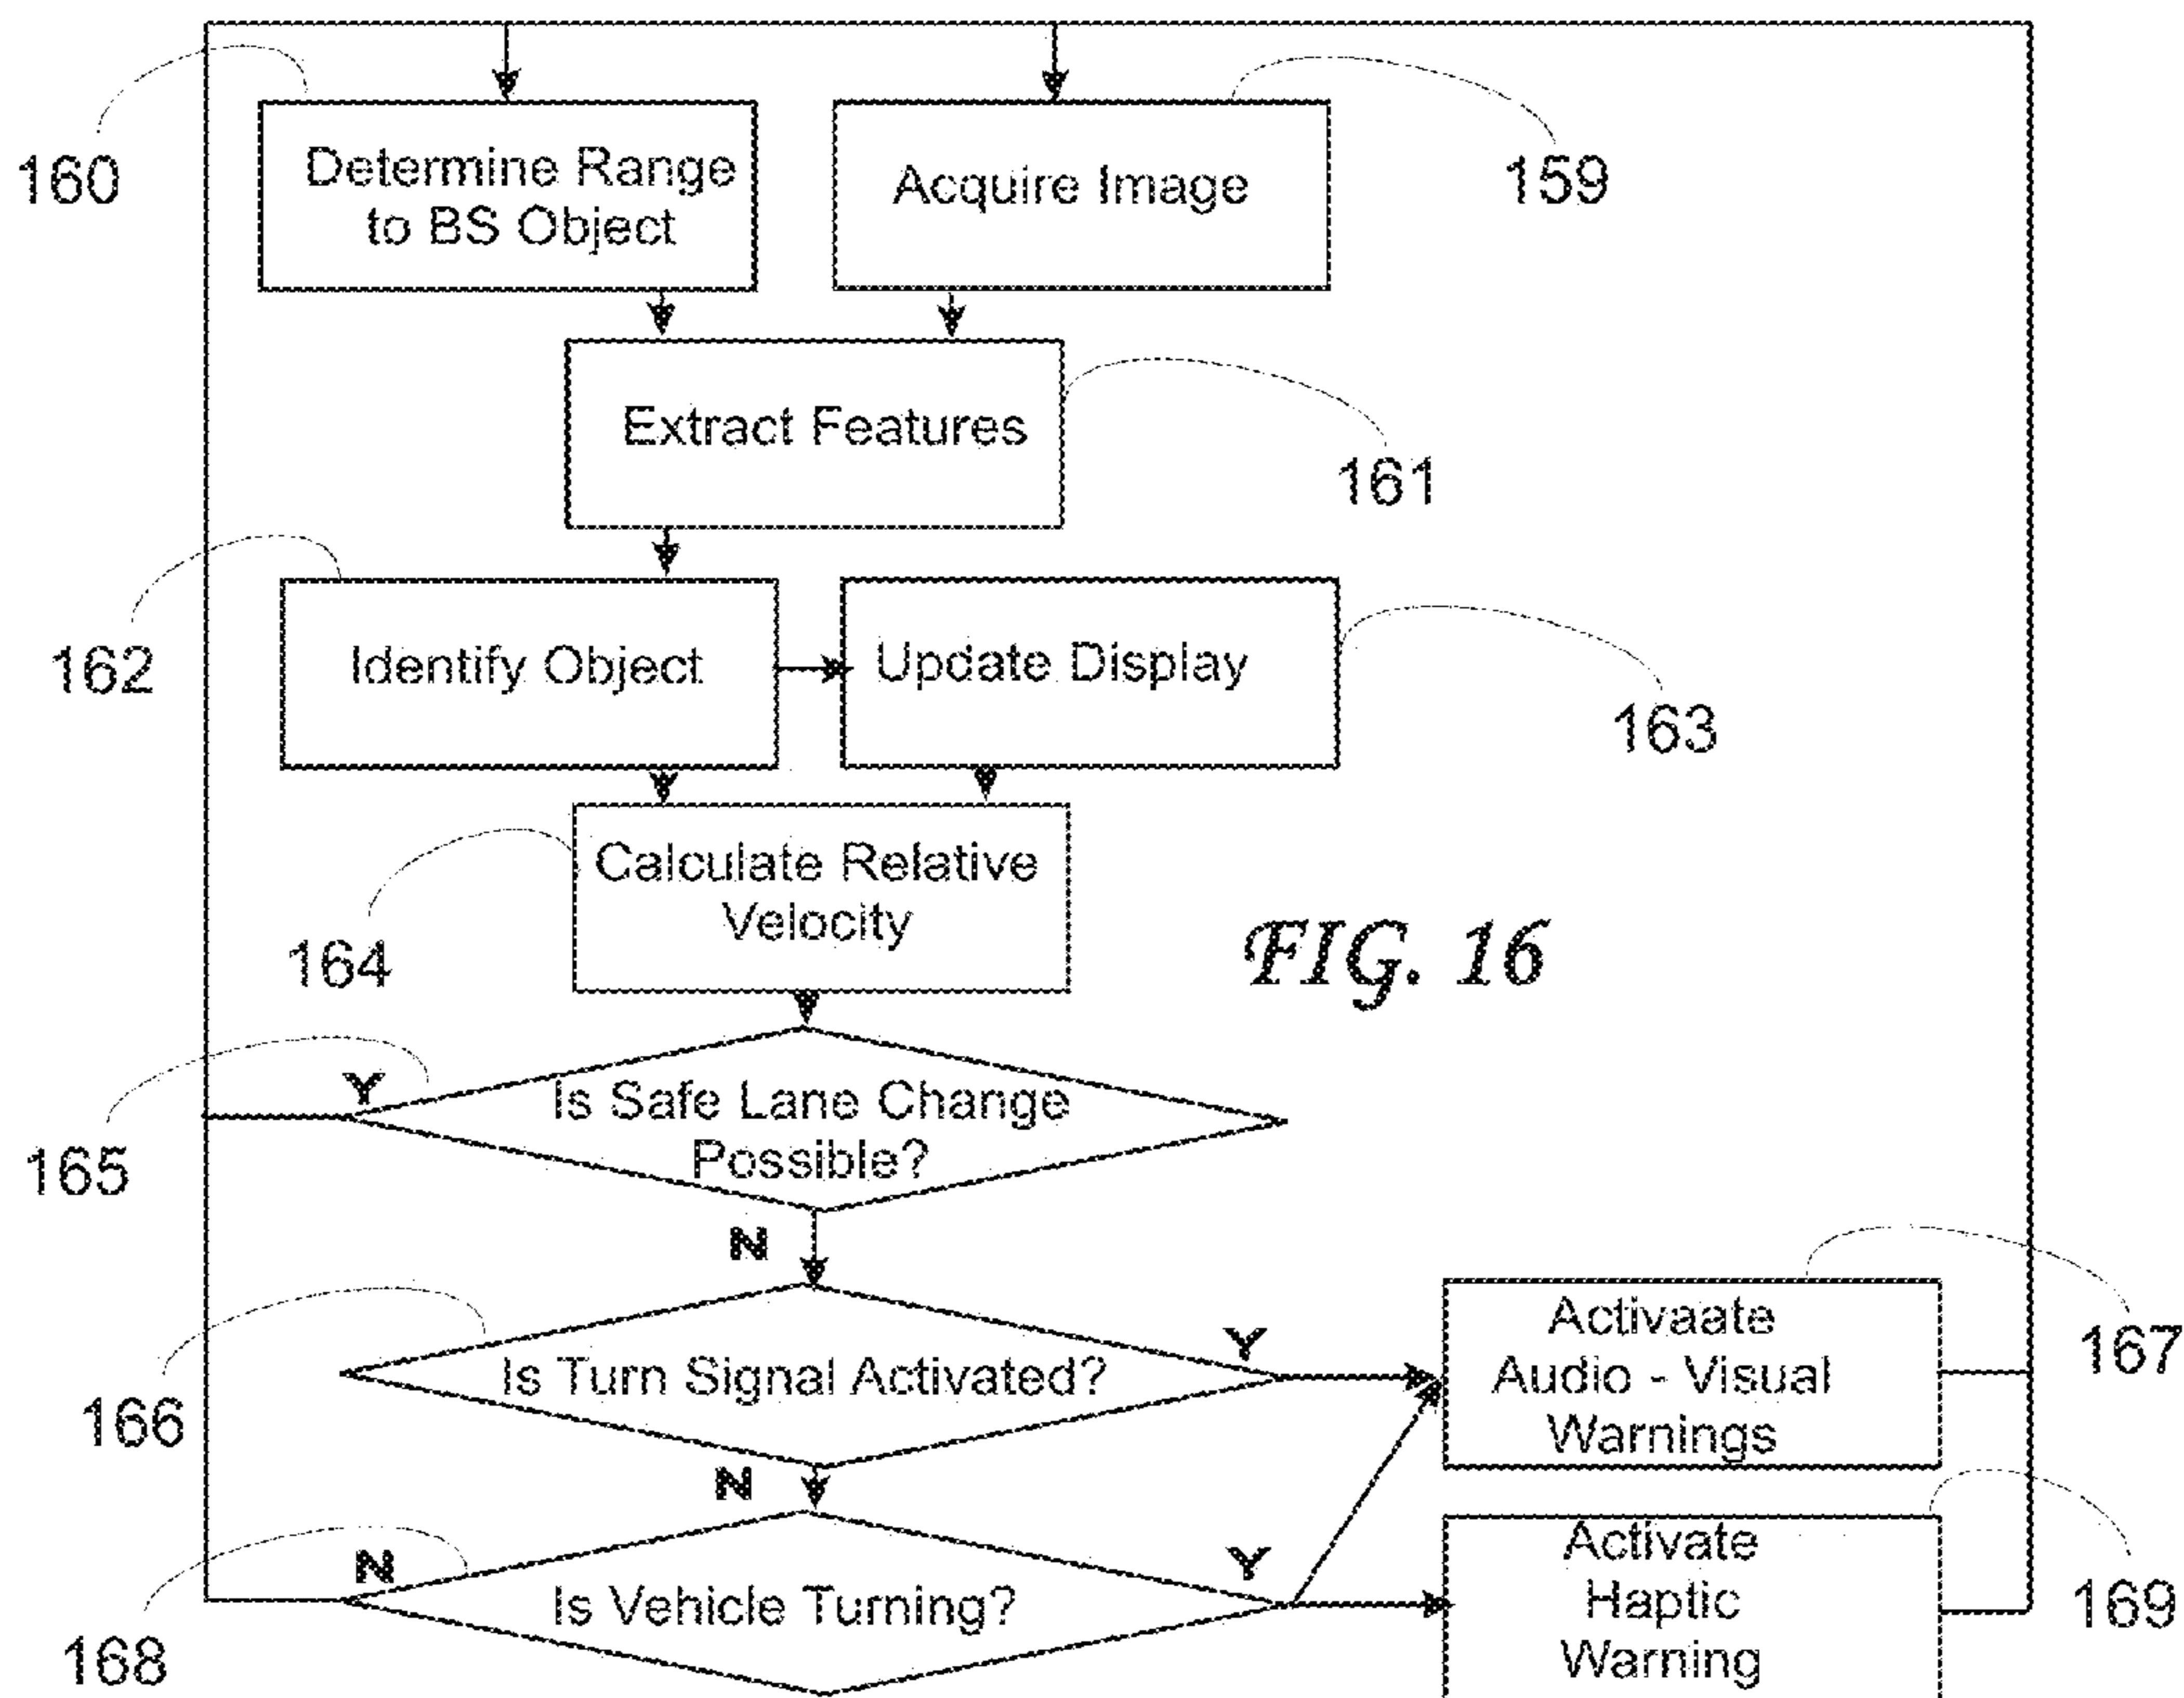 160
Determine Range
to BS Object
Acquire Image
159
Extract Features
161
162
Identify Object
Update Display
163
Calculate Relative
Velocity
164
FIG. 16
165
Y
Is Safe Lane Change
Possible?
N
166
Is Turn Signal Activated?
Y
Activaate
Audio - Visual
Warnings
167
N
168
N
Is Vehicle Turning?
Y
Activate
Haptic
Warning
169